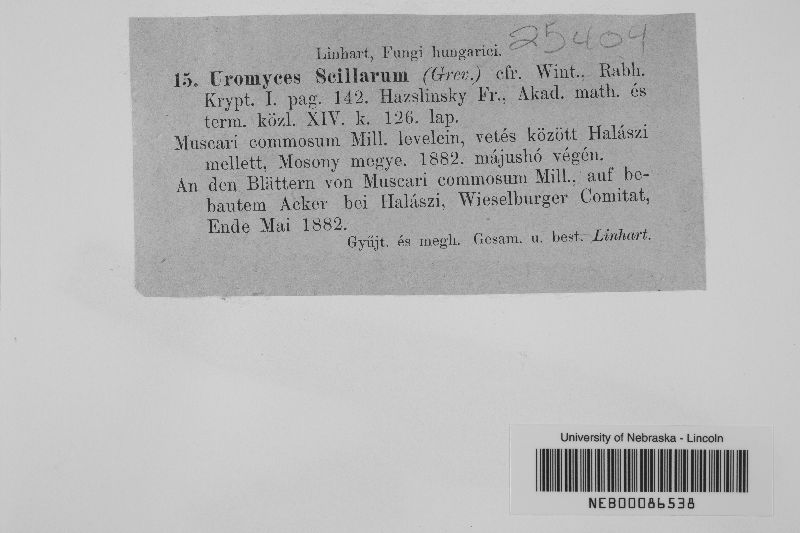 Linhart, Fungi hungarici. 25404
15. Uromyces Scillarum (Grev.) cfr. Wint., Rabh.
Krypt. I. pag. 142. Hazslinsky Fr., Akad. math. és
term. közl. XIV. k. 126. lap.
Muscari commosum Mill. levelein, vetés között Halászi
mellett, Mosony megye. 1882. májushó végén.
An den Blättern von Muscari commosum Mill., auf be-
bautem Acker bei Halászi, Wieselburger Comitat,
Ende Mai 1882.
Gyűjt. és megh. Gesam. u. best. Linhart.
University of Nebraska - Lincoln
NEB00086538